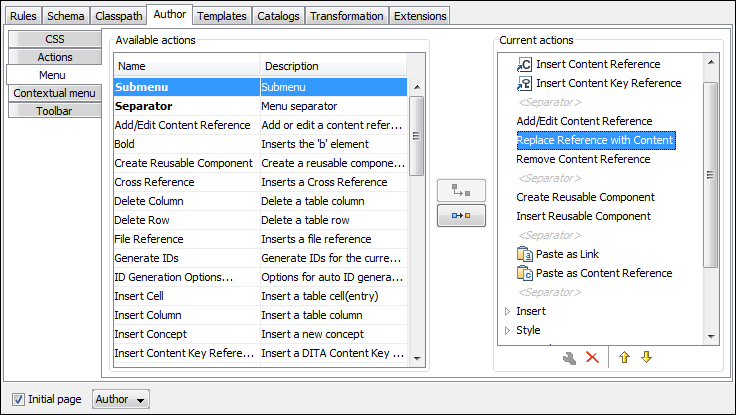 Rules Schema Classpath Author Templates Catalogs Transformation Extensions
CSS
Actions
Menu
Contextual menu
Toolbar
Available actions
Name Description
Submenu Submenu
Separator Menu separator
Add/Edit Content Reference Add or edit a content refer...
Bold Inserts the 'b' element
Create Reusable Component Create a reusable compone...
Cross Reference Inserts a Cross Reference
Delete Column Delete a table column
Delete Row Delete a table row
File Reference Inserts a file reference
Generate IDs Generate IDs for the curre...
ID Generation Options... Options for auto ID genera...
Insert Cell Insert a table cell(entry)
Insert Column Insert a table column
Insert Concept Insert a new concept
Insert Content Key Refere... Insert a DITA Content Key ...
Current actions
Insert Content Reference
Insert Content Key Reference
<Separator>
Add/Edit Content Reference
Replace Reference with Content
Remove Content Reference
<Separator>
Create Reusable Component
Insert Reusable Component
<Separator>
Paste as Link
Paste as Content Reference
<Separator>
Insert
Style
Initial page Author